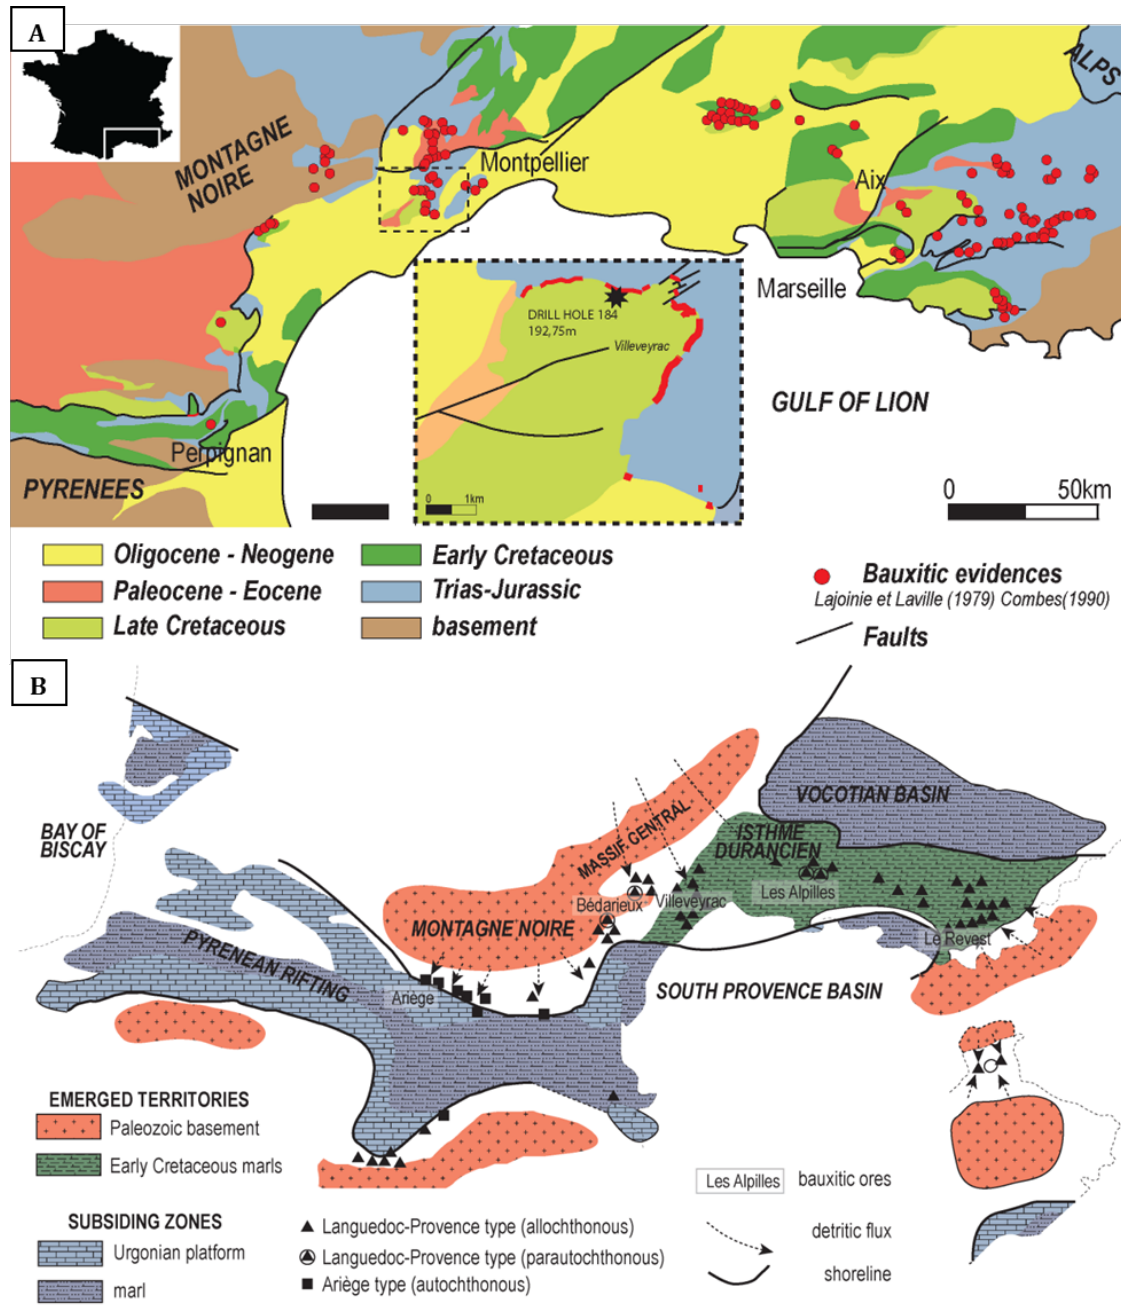 A
ALPS
MONTAGNE
NOIRE
Montpellier
Aix
Marseille
DRILL HOLE 184
192,75m
Villeveyrac
GULF OF LION
Perpignan
PYRENEES
0 1km
0 50km
Oligocene - Neogene
Early Cretaceous
Paleocene - Eocene
Trias-Jurassic
Late Cretaceous
basement
Bauxitic evidences
Lajoinie et Laville (1979) Combes(1990)
Faults
B
VOCOTIAN BASIN
BAY OF
BISCAY
MASSIF CENTRAL
ISTHME
DURANCIEN
Les Alpilles
Bédarieux
Villeveyrac
MONTAGNE NOIRE
Le Revest
PYRENEAN RIFTING
Ariège
SOUTH PROVENCE BASIN
EMERGED TERRITORIES
Paleozoic basement
Early Cretaceous marls
SUBSIDING ZONES
Urgonian platform
marl
Languedoc-Provence type (allochthonous)
Languedoc-Provence type (parautochthonous)
Ariège type (autochthonous)
Les Alpilles bauxitic ores
detritic flux
shoreline